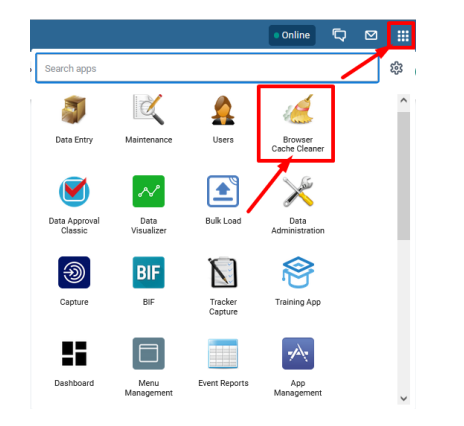 Online
Search apps
Data Entry
Maintenance
Users
Browser
Cache Cleaner
Data Approval
Classic
Data
Visualizer
Bulk Load
Data
Administration
Capture
BIF
BIF
Tracker
Capture
Training App
Dashboard
Menu
Management
Event Reports
App
Management